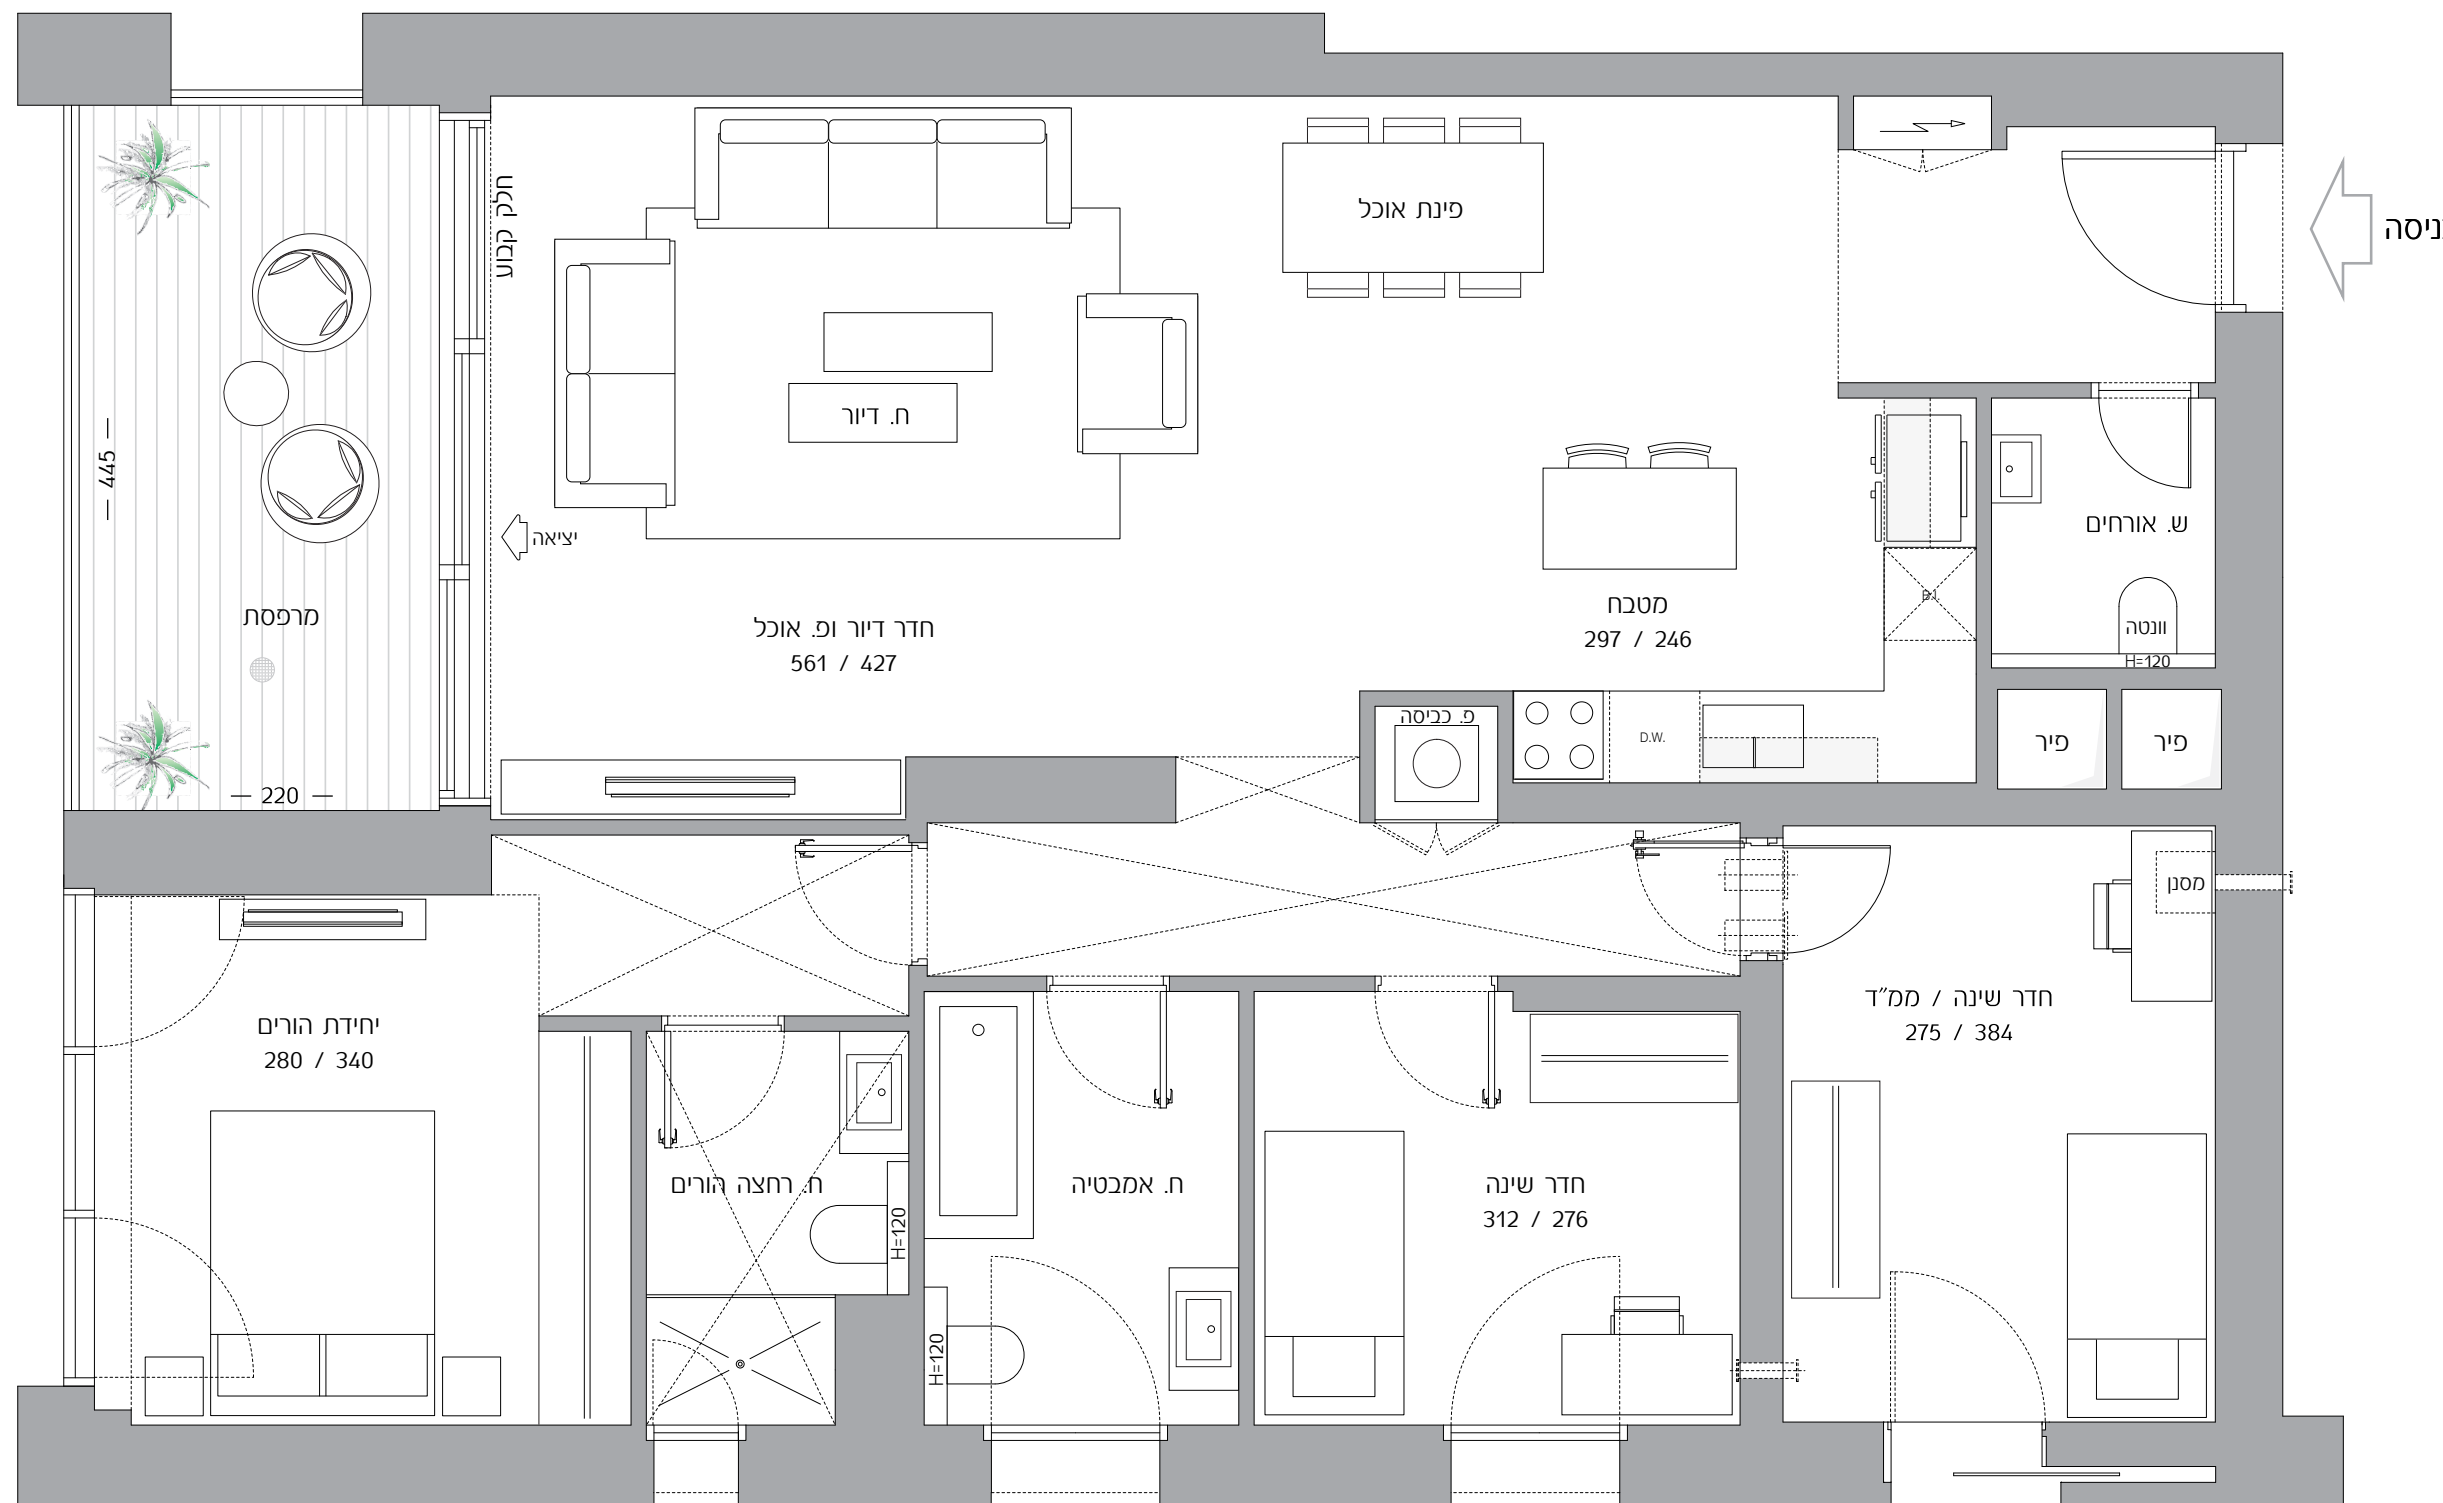 ניסה
פינת אוכל
חלק קבוע
ח. דיור
— 445 —
יציאה
ש. אורחים
מרפסת
מטבח
297 / 246
חדר דיור ופ. אוכל
561 / 427
וונטה
H=120
פ. כביסה
D.W.
פיר
פיר
— 220 —
מסנן
חדר שינה / ממ"ד
275 / 384
יחידת הורים
280 / 340
ח. רחצה הורים
H=120
ח. אמבטיה
H=120
חדר שינה
312 / 276